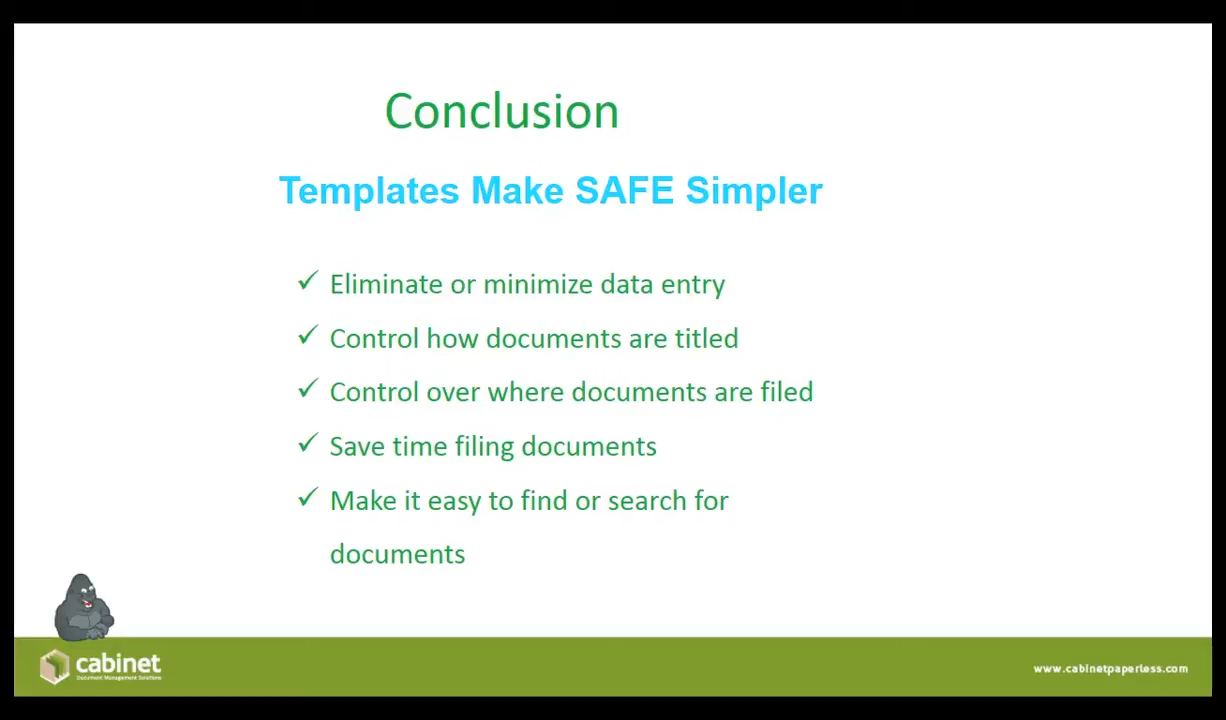 Conclusion
Templates Make SAFE Simpler
✓ Eliminate or minimize data entry
✓ Control how documents are titled
✓ Control over where documents are filed
✓ Save time filing documents
✓ Make it easy to find or search for
documents
cabinet
Document Management Solutions
www.cabinetpaperless.com